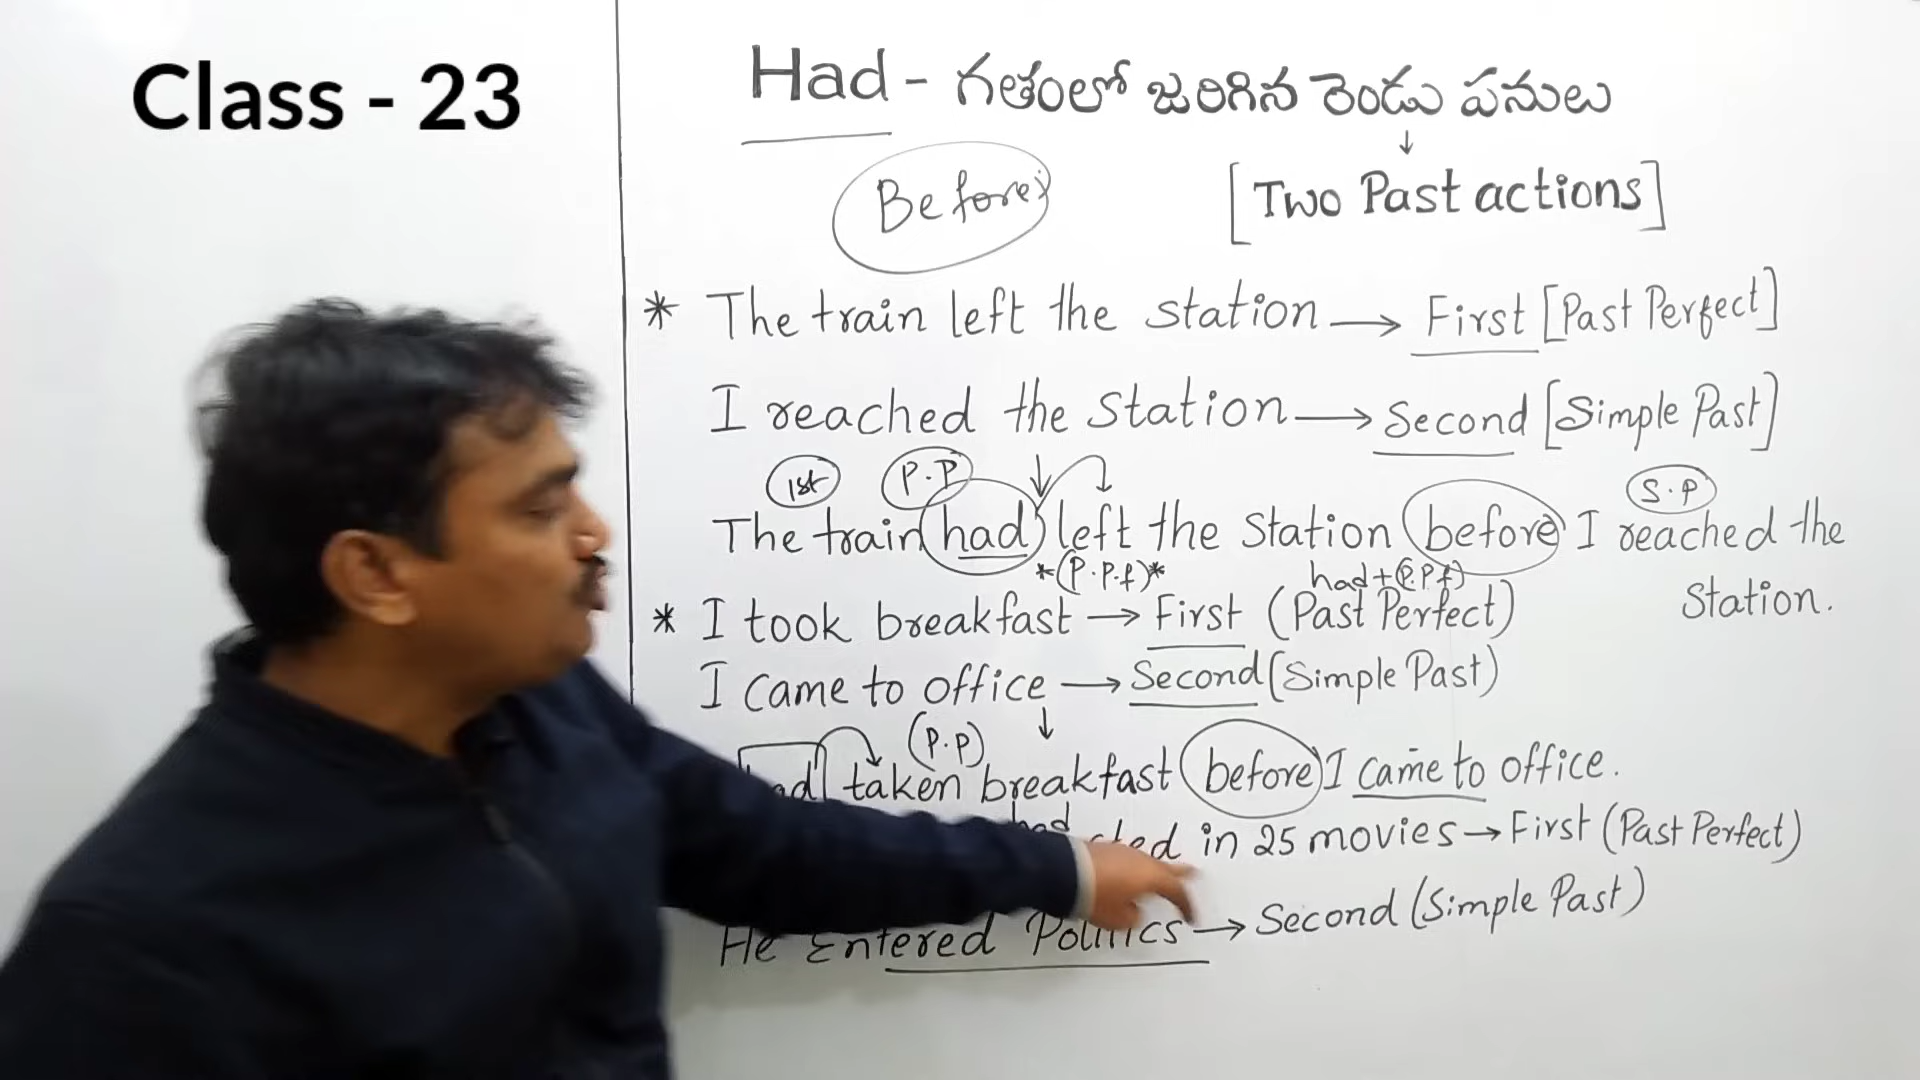 Class - 23
Had - గతంలో జరిగిన రెండు పనులు
↓
Before
[Two Past actions]
* The train left the station → First [Past Perfect]
I reached the station → Second [Simple Past]
1st P.P ↓ S.P
The train had left the station before I reached the
*(P.P.f)* had+(P.P.f)
station.
* I took breakfast → First (Past Perfect)
I came to office → Second (Simple Past)
(P.P) ↓
taken breakfast before I came to office.
had
in 25 movies → First (Past Perfect)
He Entered Politics → Second (Simple Past)